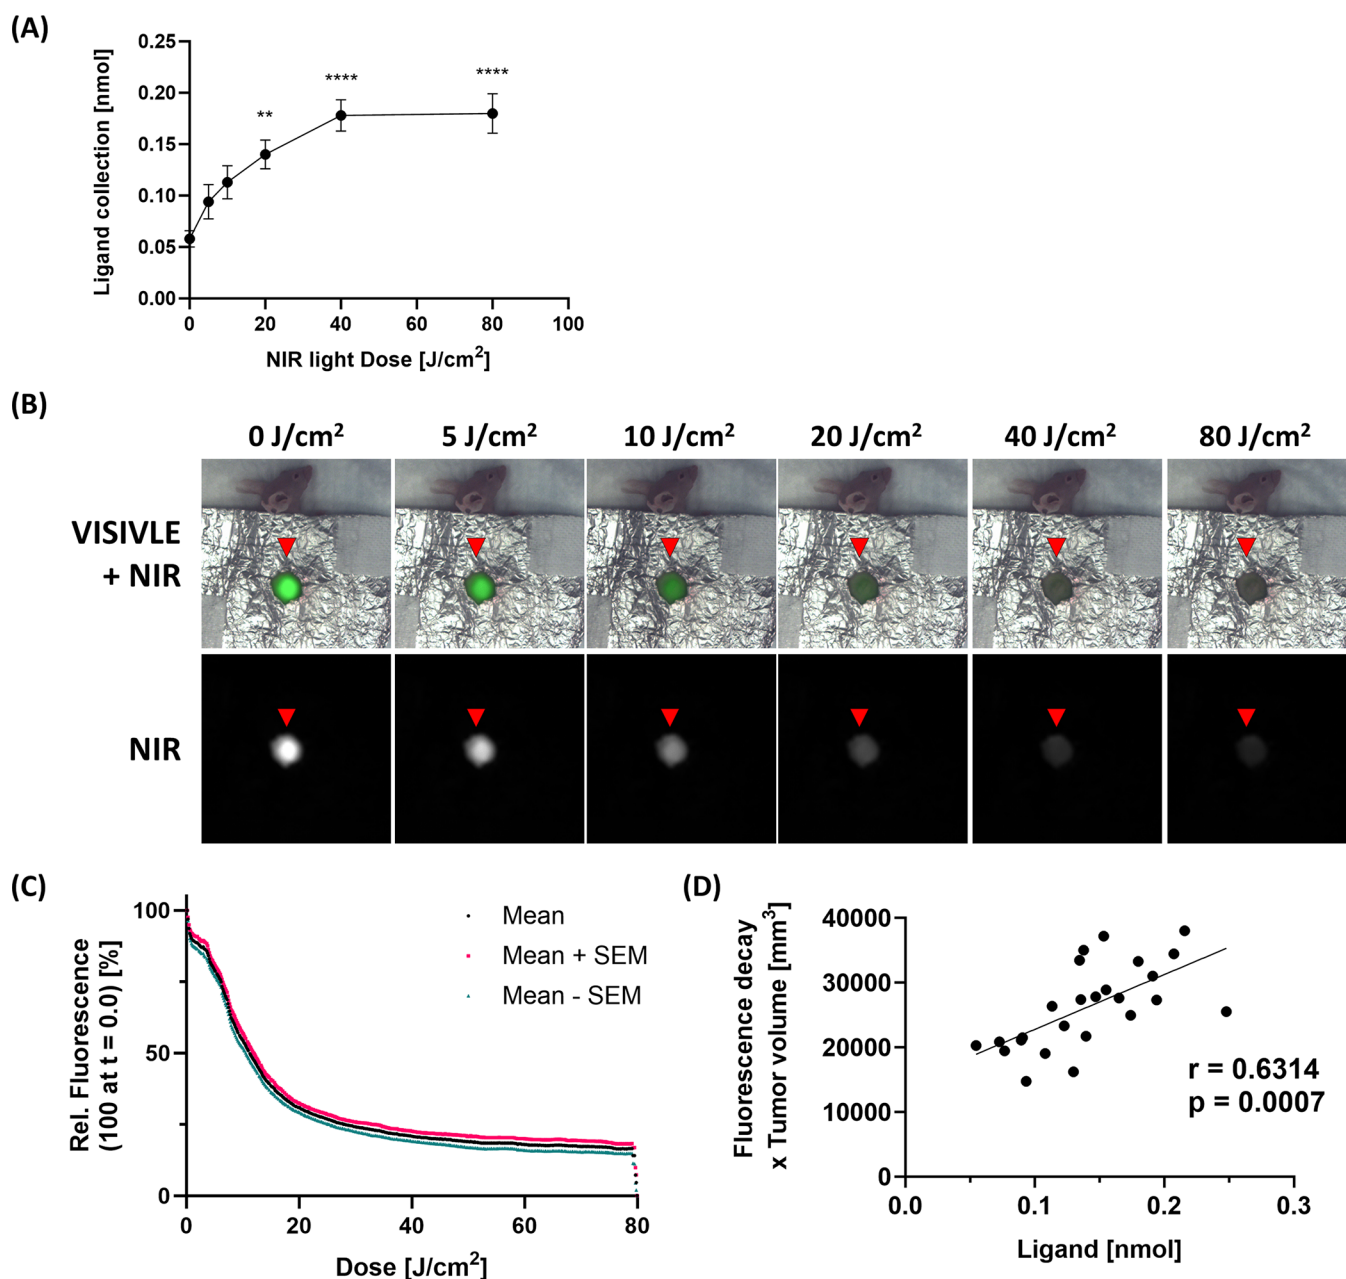 (A)
Ligand collection [nmol]
0.25
0.20
0.15
0.10
0.05
0.00
**
****
****
0 20 40 60 80 100
NIR light Dose [J/cm²]
(B)
0 J/cm² 5 J/cm² 10 J/cm² 20 J/cm² 40 J/cm² 80 J/cm²
VISIVLE
+ NIR
NIR
(C)
Rel. Fluorescence
(100 at t = 0.0) [%]
100
50
0
Mean
Mean + SEM
Mean - SEM
0 20 40 60 80
Dose [J/cm²]
(D)
Fluorescence decay
x Tumor volume [mm³]
40000
30000
20000
10000
0
r = 0.6314
p = 0.0007
0.0 0.1 0.2 0.3
Ligand [nmol]